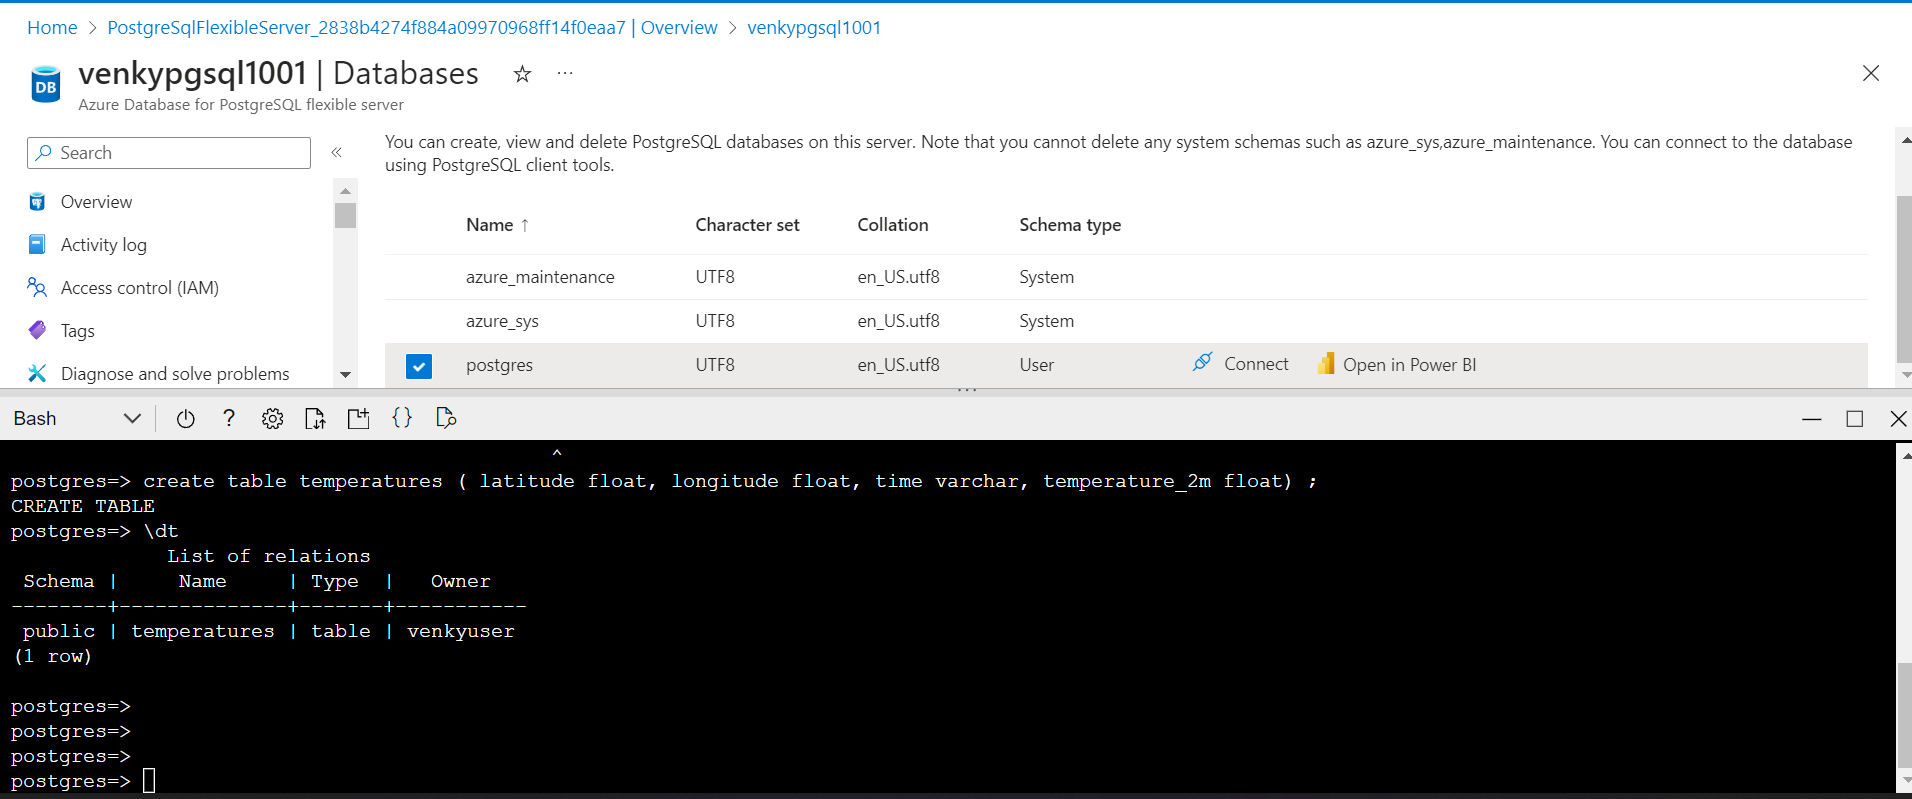 Home > PostgreSqlFlexibleServer_2838b4274f884a09970968ff14f0eaa7 | Overview > venkypgsql1001
DB
venkypgsql1001 | Databases ☆ ...
Azure Database for PostgreSQL flexible server
Search «
Overview
Activity log
Access control (IAM)
Tags
Diagnose and solve problems
You can create, view and delete PostgreSQL databases on this server. Note that you cannot delete any system schemas such as azure_sys,azure_maintenance. You can connect to the database
using PostgreSQL client tools.
Name ↑ Character set Collation Schema type
azure_maintenance UTF8 en_US.utf8 System
azure_sys UTF8 en_US.utf8 System
postgres UTF8 en_US.utf8 User Connect Open in Power BI
Bash ? {}
^
postgres=> create table temperatures ( latitude float, longitude float, time varchar, temperature_2m float) ;
CREATE TABLE
postgres=> \dt
List of relations
Schema | Name | Type | Owner
--------+--------------+-------+-----------
public | temperatures | table | venkyuser
(1 row)
postgres=>
postgres=>
postgres=>
postgres=>